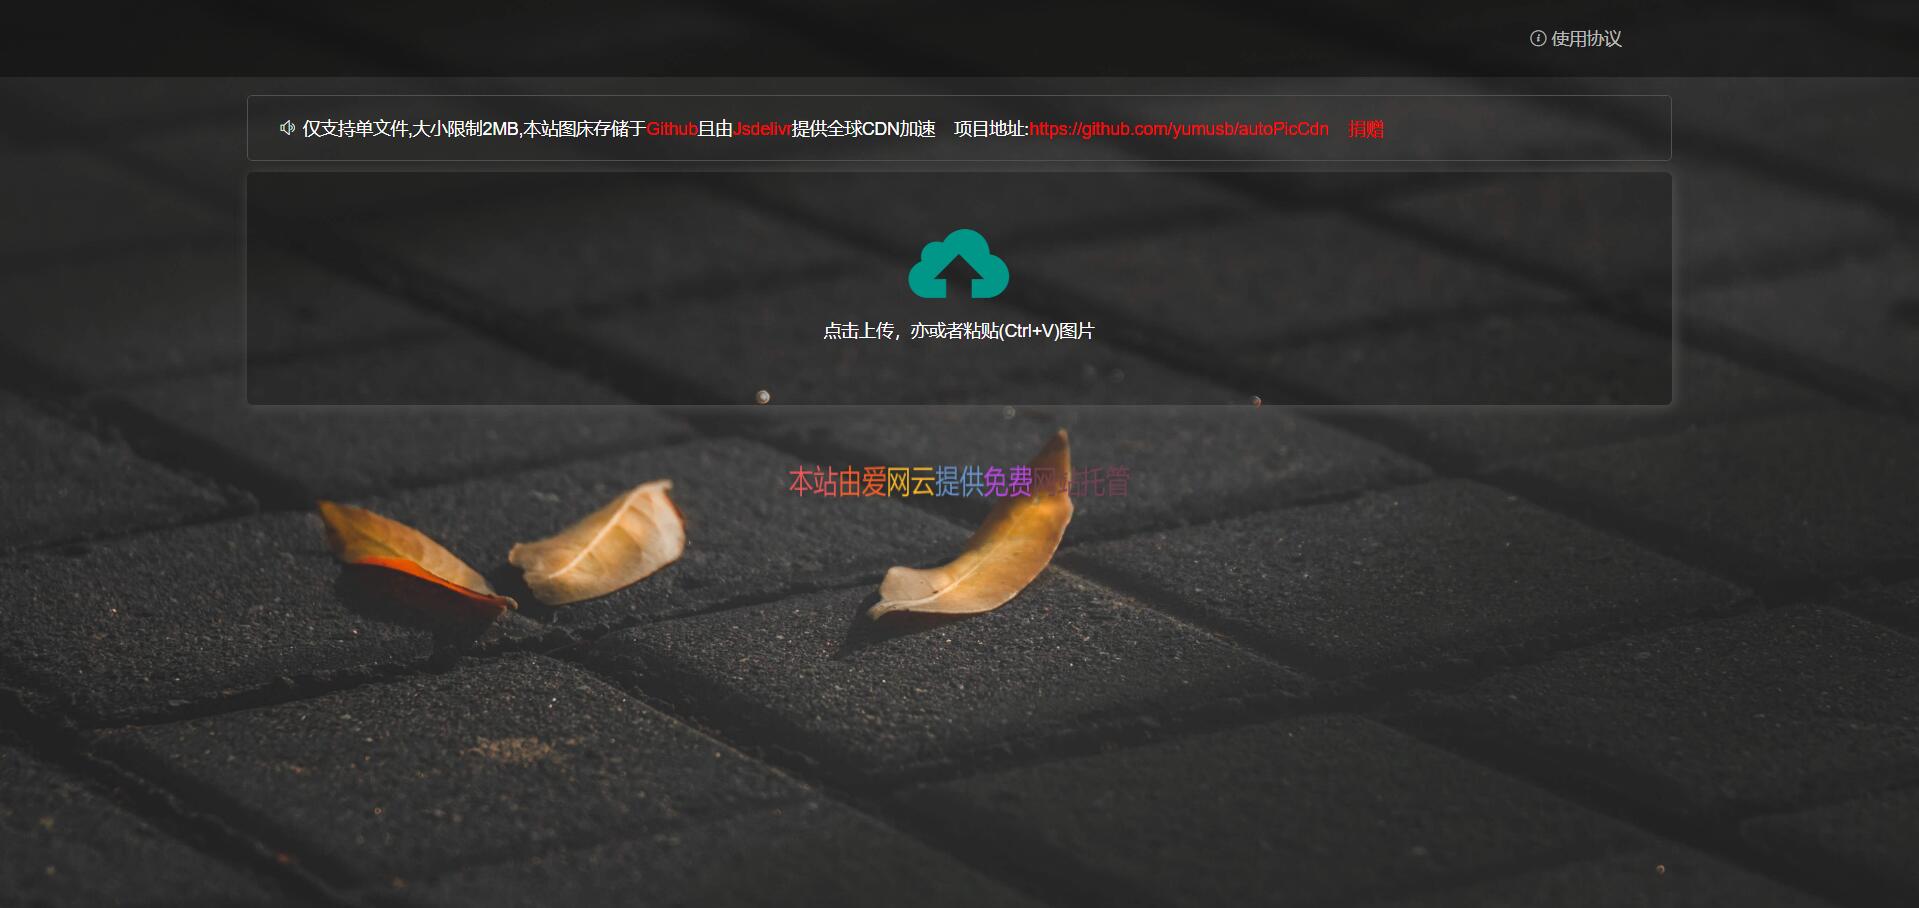 使用协议
仅支持单文件,大小限制2MB,本站图床存储于Github且由Jsdelivr提供全球CDN加速 项目地址:https://github.com/yumusb/autoPicCdn 捐赠
点击上传，亦或者粘贴(Ctrl+V)图片
本站由爱网云提供免费网站托管